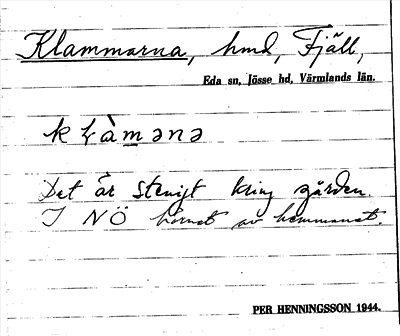 Klammarna, hmd, Fjäll,
Eda sn, Jösse hd, Värmlands län.
kɫàmənə
Det är stenigt kring gården.
I NÖ hörnet av hemmanet.
PER HENNINGSSON 1944.